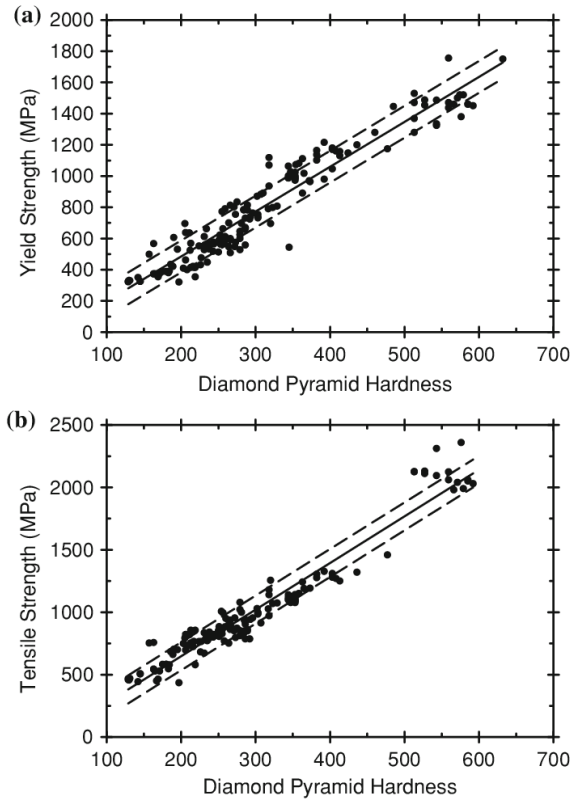 (a)
2000
1800
1600
1400
1200
1000
800
600
400
200
0
Yield Strength (MPa)
100 200 300 400 500 600 700
Diamond Pyramid Hardness
(b)
2500
2000
1500
1000
500
0
Tensile Strength (MPa)
100 200 300 400 500 600 700
Diamond Pyramid Hardness